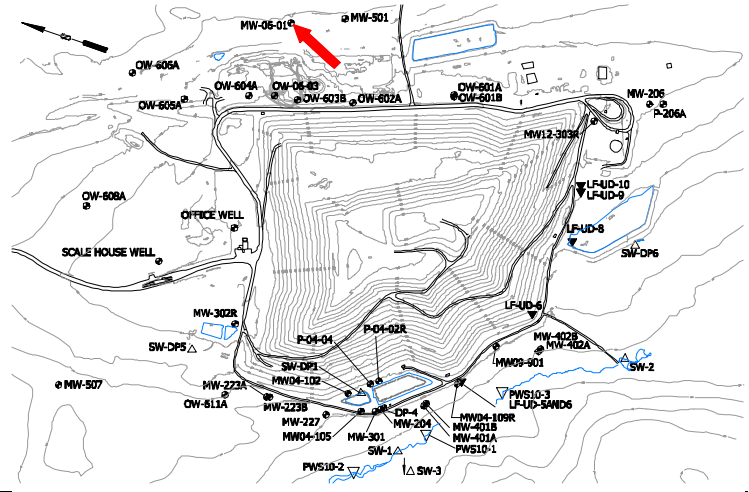 MW-501
MW-06-01
OW-606A
OW-604A
OW-06-03
OW-601A
OW-601B
OW-603B
OW-602A
OW-605A
MW-206
P-206A
MW12-303R
LF-UD-10
LF-UD-9
OW-608A
OFFICE WELL
LF-UD-8
SCALE HOUSE WELL
SW-DP6
MW-302R
LF-UD-6
P-04-02R
P-04-04
MW-402B
MW-402A
SW-DP5
SW-DP1
MW09-901
SW-2
MW04-102
MW-507
MW-223A
PWS10-3
OW-611A
MW-223B
LF-UD-5AND6
DP-4
MW04-109R
MW-227
MW-204
MW-401B
MW04-105
MW-301
MW-401A
SW-1
PWS10-1
PWS10-2
SW-3